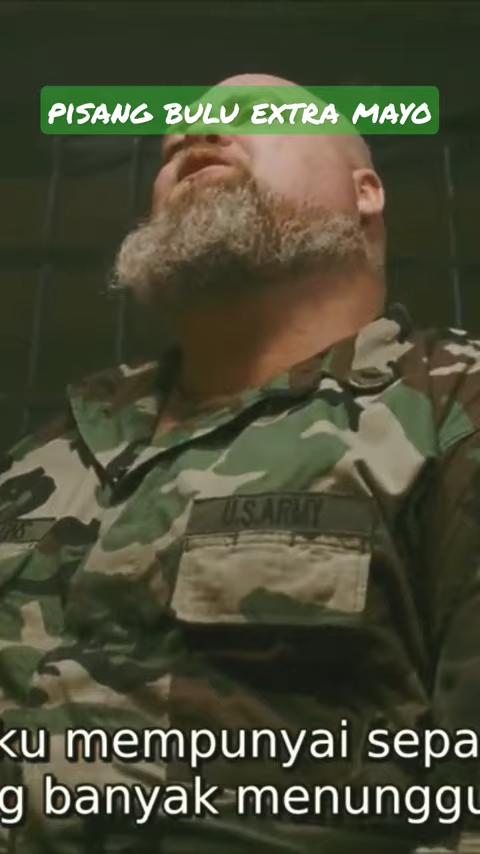 PISANG BULU EXTRA MAYO
U.S.ARMY
ku mempunyai sepa
g banyak menunggu